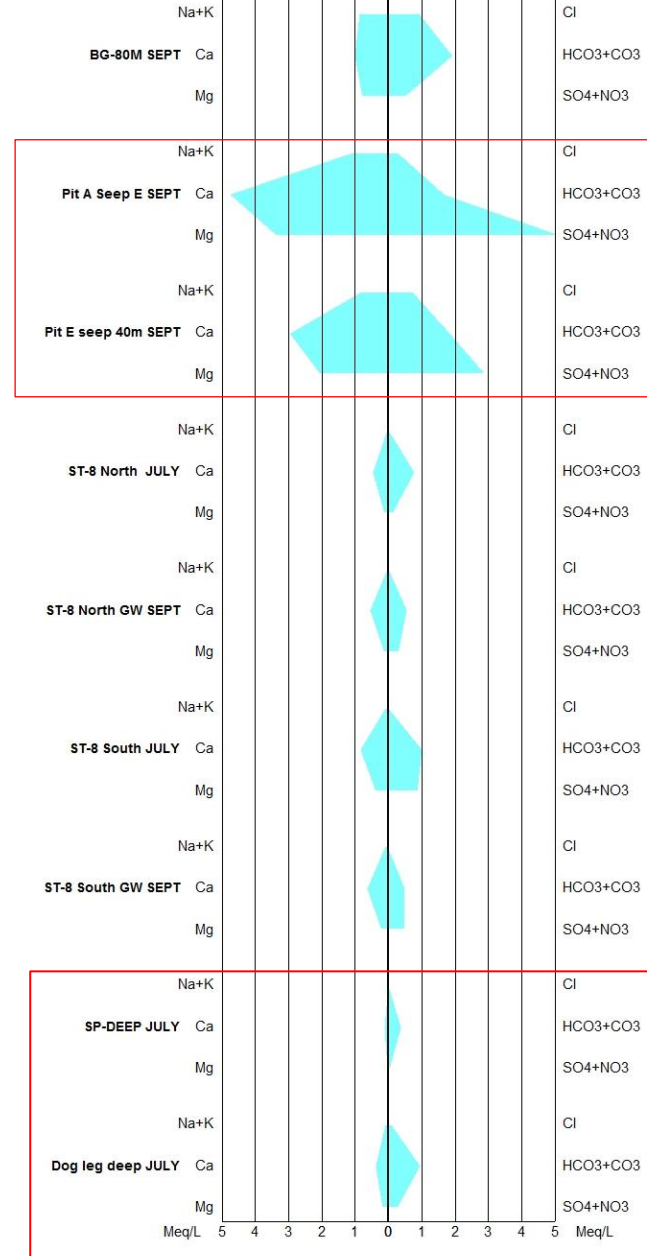 Na+K Cl
BG-80M SEPT Ca HCO3+CO3
Mg SO4+NO3
Na+K Cl
Pit A Seep E SEPT Ca HCO3+CO3
Mg SO4+NO3
Na+K Cl
Pit E seep 40m SEPT Ca HCO3+CO3
Mg SO4+NO3
Na+K Cl
ST-8 North JULY Ca HCO3+CO3
Mg SO4+NO3
Na+K Cl
ST-8 North GW SEPT Ca HCO3+CO3
Mg SO4+NO3
Na+K Cl
ST-8 South JULY Ca HCO3+CO3
Mg SO4+NO3
Na+K Cl
ST-8 South GW SEPT Ca HCO3+CO3
Mg SO4+NO3
Na+K Cl
SP-DEEP JULY Ca HCO3+CO3
Mg SO4+NO3
Na+K Cl
Dog leg deep JULY Ca HCO3+CO3
Mg SO4+NO3
Meq/L 5 4 3 2 1 0 1 2 3 4 5 Meq/L